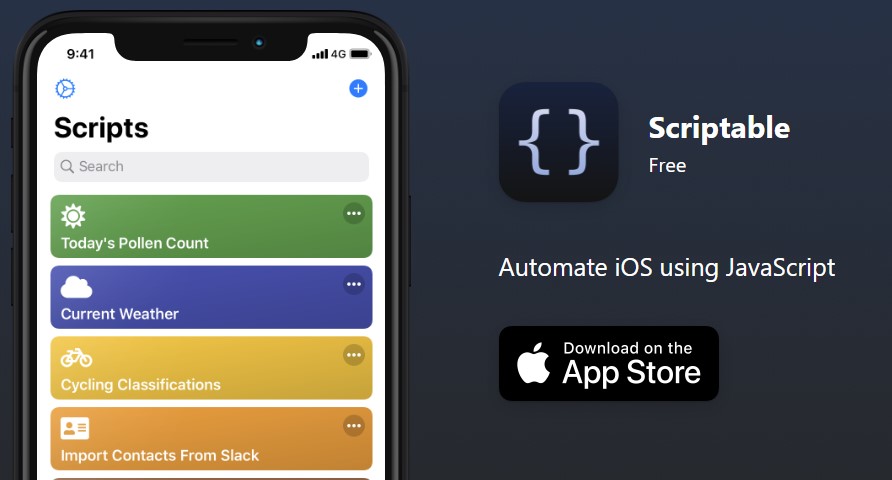 9:41
4G
Scripts
Search
Today's Pollen Count
Current Weather
Cycling Classifications
Import Contacts From Slack
{ }
Scriptable
Free
Automate iOS using JavaScript
Download on the
App Store